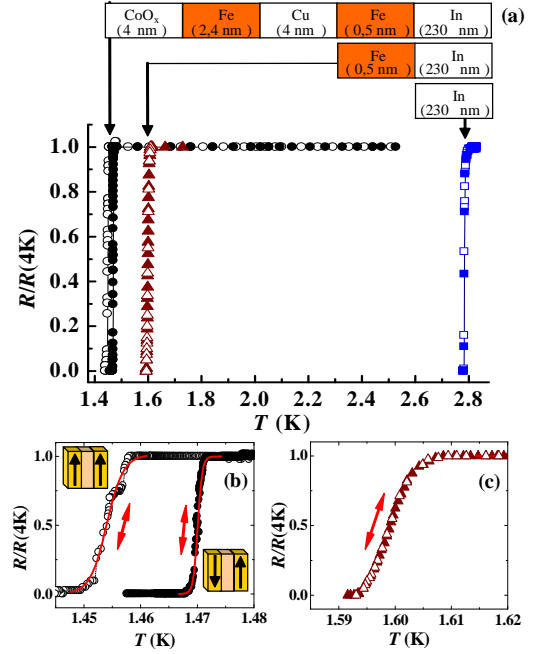 CoOx Fe Cu Fe In (a)
(4 nm) (2,4 nm) (4 nm) (0,5 nm) (230 nm)
Fe In
(0,5 nm) (230 nm)
In
(230 nm)
R/R(4K)
1.0
0.8
0.6
0.4
0.2
0.0
1.4 1.6 1.8 2.0 2.2 2.4 2.6 2.8
T (K)
R/R(4K)
1.0
0.5
0.0
(b)
1.45 1.46 1.47 1.48
T (K)
R/R(4K)
1.0
0.5
0.0
(c)
1.59 1.60 1.61 1.62
T (K)